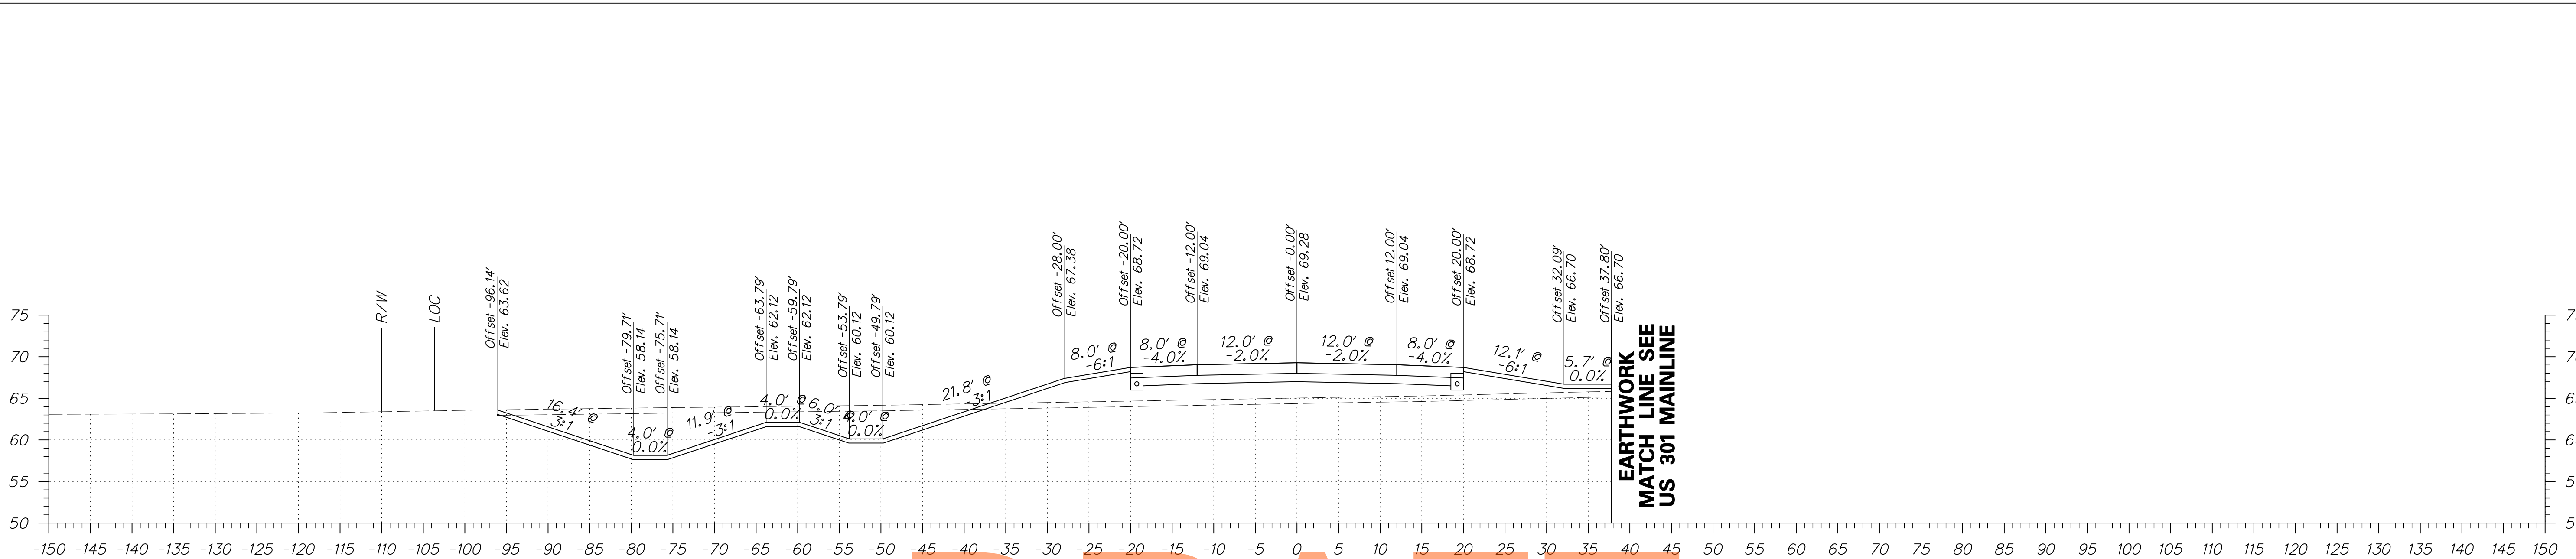 R/W
LOC
Offset -96.14'
Elev. 63.62
Offset -79.71'
Elev. 58.14
Offset -75.71'
Elev. 58.14
Offset -63.79'
Elev. 62.12
Offset -59.79'
Elev. 62.12
Offset -53.79'
Elev. 60.12
Offset -49.79'
Elev. 60.12
Offset -28.00'
Elev. 67.38
Offset -20.00'
Elev. 68.72
Offset -12.00'
Elev. 69.04
Offset -0.00'
Elev. 69.28
Offset 12.00'
Elev. 69.04
Offset 20.00'
Elev. 68.72
Offset 32.09'
Elev. 66.70
Offset 37.80'
Elev. 66.70
16.4' @
3:1
4.0' @
0.0%
11.9' @
-3:1
4.0' @
0.0%
6.0' @
3:1
4.0' @
0.0%
21.8' @
-3:1
8.0' @
-6:1
8.0' @
-4.0%
12.0' @
-2.0%
12.0' @
-2.0%
8.0' @
-4.0%
12.1' @
-6:1
5.7' @
0.0%
EARTHWORK
MATCH LINE SEE
US 301 MAINLINE
75
70
65
60
55
50
-150 -145 -140 -135 -130 -125 -120 -115 -110 -105 -100 -95 -90 -85 -80 -75 -70 -65 -60 -55 -50 -45 -40 -35 -30 -25 -20 -15 -10 -5 0 5 10 15 20 25 30 35 40 45 50 55 60 65 70 75 80 85 90 95 100 105 110 115 120 125 130 135 140 145 150